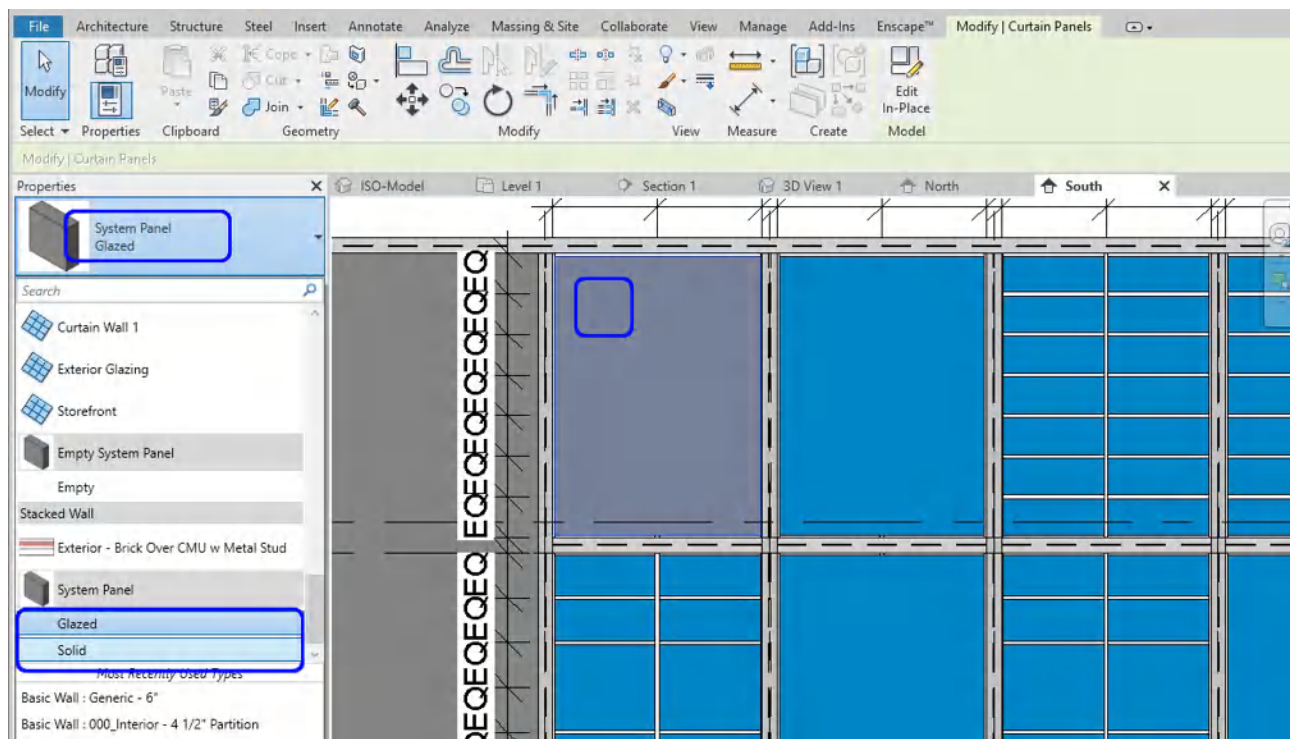 File Architecture Structure Steel Insert Annotate Analyze Massing & Site Collaborate View Manage Add-Ins Enscape™ Modify | Curtain Panels
Modify
Paste
Cope
Cut
Join
Edit
In-Place
Select Properties Clipboard Geometry Modify View Measure Create Model
Modify | Curtain Panels
Properties
ISO-Model Level 1 Section 1 3D View 1 North South
System Panel
Glazed
Search
Curtain Wall 1
Exterior Glazing
Storefront
Empty System Panel
Empty
Stacked Wall
Exterior - Brick Over CMU w Metal Stud
System Panel
Glazed
Solid
Most Recently Used Types
Basic Wall : Generic - 6"
Basic Wall : 000_Interior - 4 1/2" Partition
EQEQEQEQEQEQEQ
EQEQEQEQ